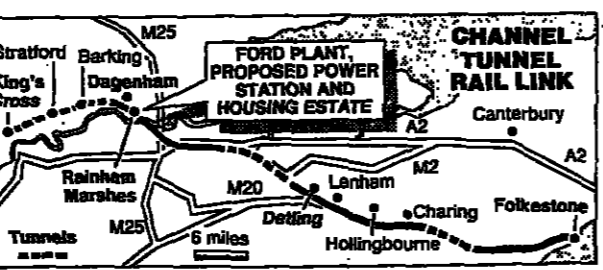 M25
Stratford
Barking
King's
Cross
Dagenham
FORD PLANT,
PROPOSED POWER
STATION AND
HOUSING ESTATE
CHANNEL
TUNNEL
RAIL LINK
Canterbury
A2
M2
A2
Rainham
Marshes
M20
Lenham
Detling
Charing
Folkestone
Hollingbourne
M25
Tunnels
6 miles